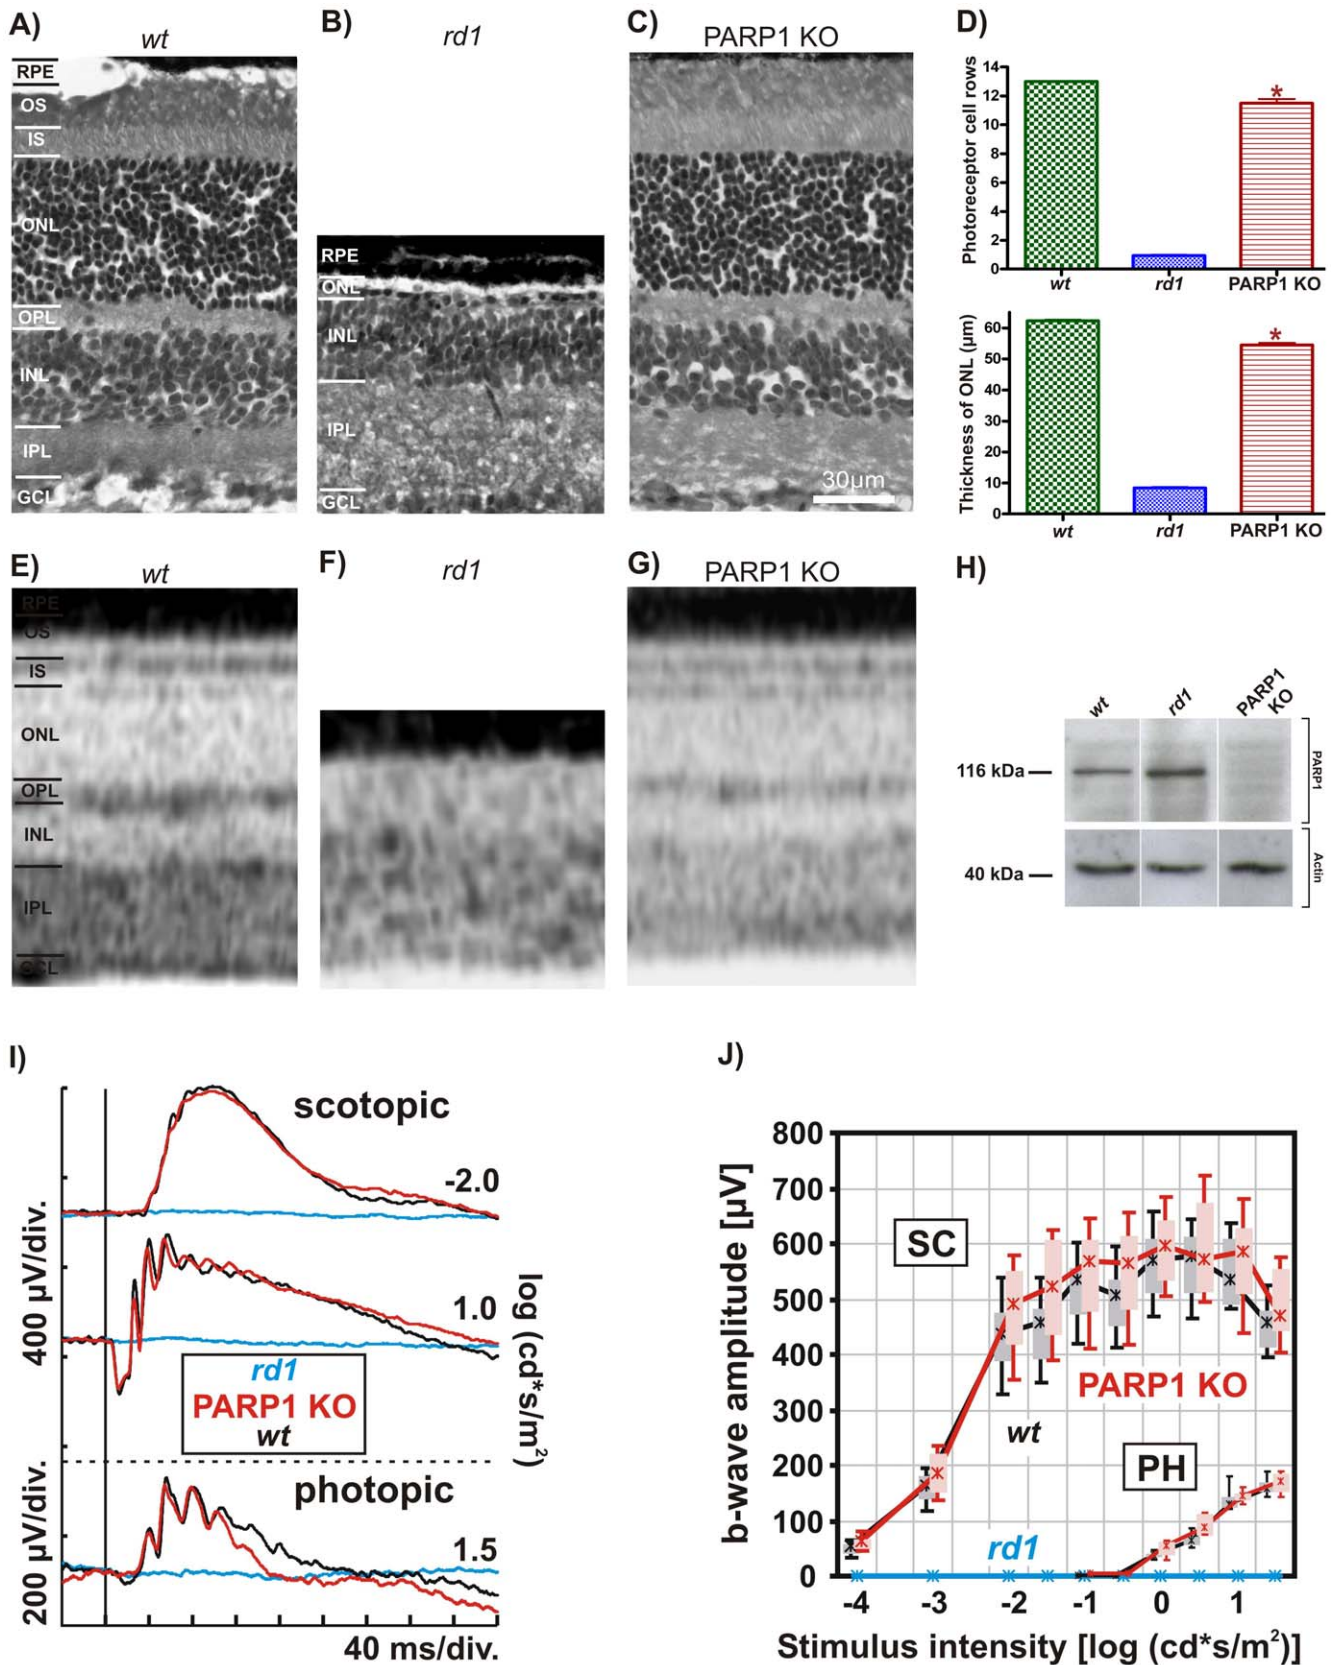 A)
wt
RPE
OS
IS
ONL
OPL
INL
IPL
GCL
B)
rd1
RPE
ONL
INL
IPL
GCL
C)
PARP1 KO
30µm
D)
Photoreceptor cell rows
14
12
10
8
6
4
2
0
*
wt rd1 PARP1 KO
Thickness of ONL (µm)
60
50
40
30
20
10
0
*
wt rd1 PARP1 KO
E)
wt
RPE
OS
IS
ONL
OPL
INL
IPL
GCL
F)
rd1
G)
PARP1 KO
H)
wt
rd1
PARP1
KO
116 kDa
PARP1
40 kDa
Actin
I)
scotopic
-2.0
400 µV/div.
1.0
log (cd*s/m²)
rd1
PARP1 KO
wt
photopic
200 µV/div.
1.5
40 ms/div.
J)
b-wave amplitude [µV]
800
700
600
500
400
300
200
100
0
SC
PARP1 KO
wt
PH
rd1
-4 -3 -2 -1 0 1
Stimulus intensity [log (cd*s/m²)]